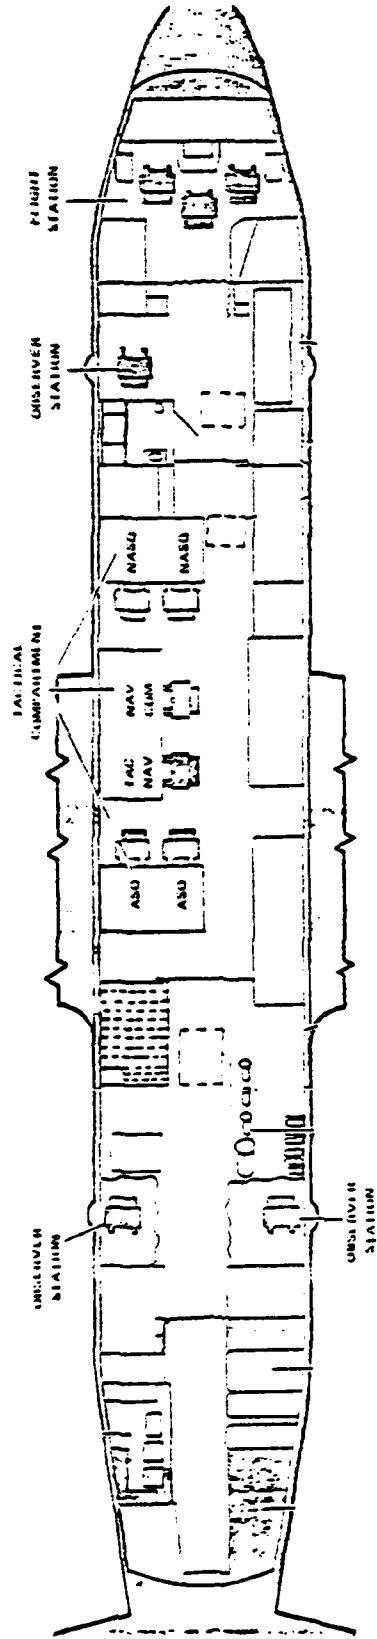 FLIGHT
STATION
OBSERVER
STATION
NASO
NASO
TACTICAL
COMPARTMENT
NAV
COM
TAC
NAV
ASO
ASO
OBSERVER
STATION
OBSERVER
STATION